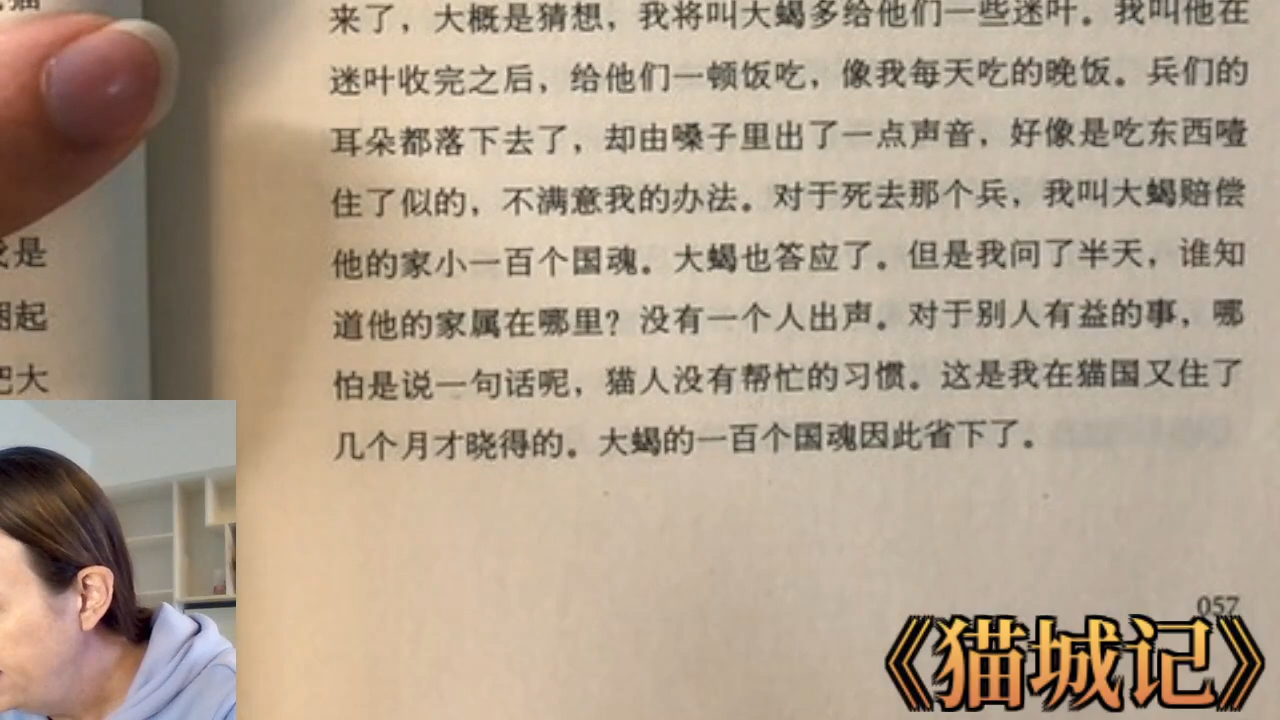 是
捆起
把大
来了，大概是猜想，我将叫大蝎多给他们一些迷叶。我叫他在
迷叶收完之后，给他们一顿饭吃，像我每天吃的晚饭。兵们的
耳朵都落下去了，却由嗓子里出了一点声音，好像是吃东西噎
住了似的，不满意我的办法。对于死去那个兵，我叫大蝎赔偿
他的家小一百个国魂。大蝎也答应了。但是我问了半天，谁知
道他的家属在哪里？没有一个人出声。对于别人有益的事，哪
怕是说一句话呢，猫人没有帮忙的习惯。这是我在猫国又住了
几个月才晓得的。大蝎的一百个国魂因此省下了。
057
《猫城记》